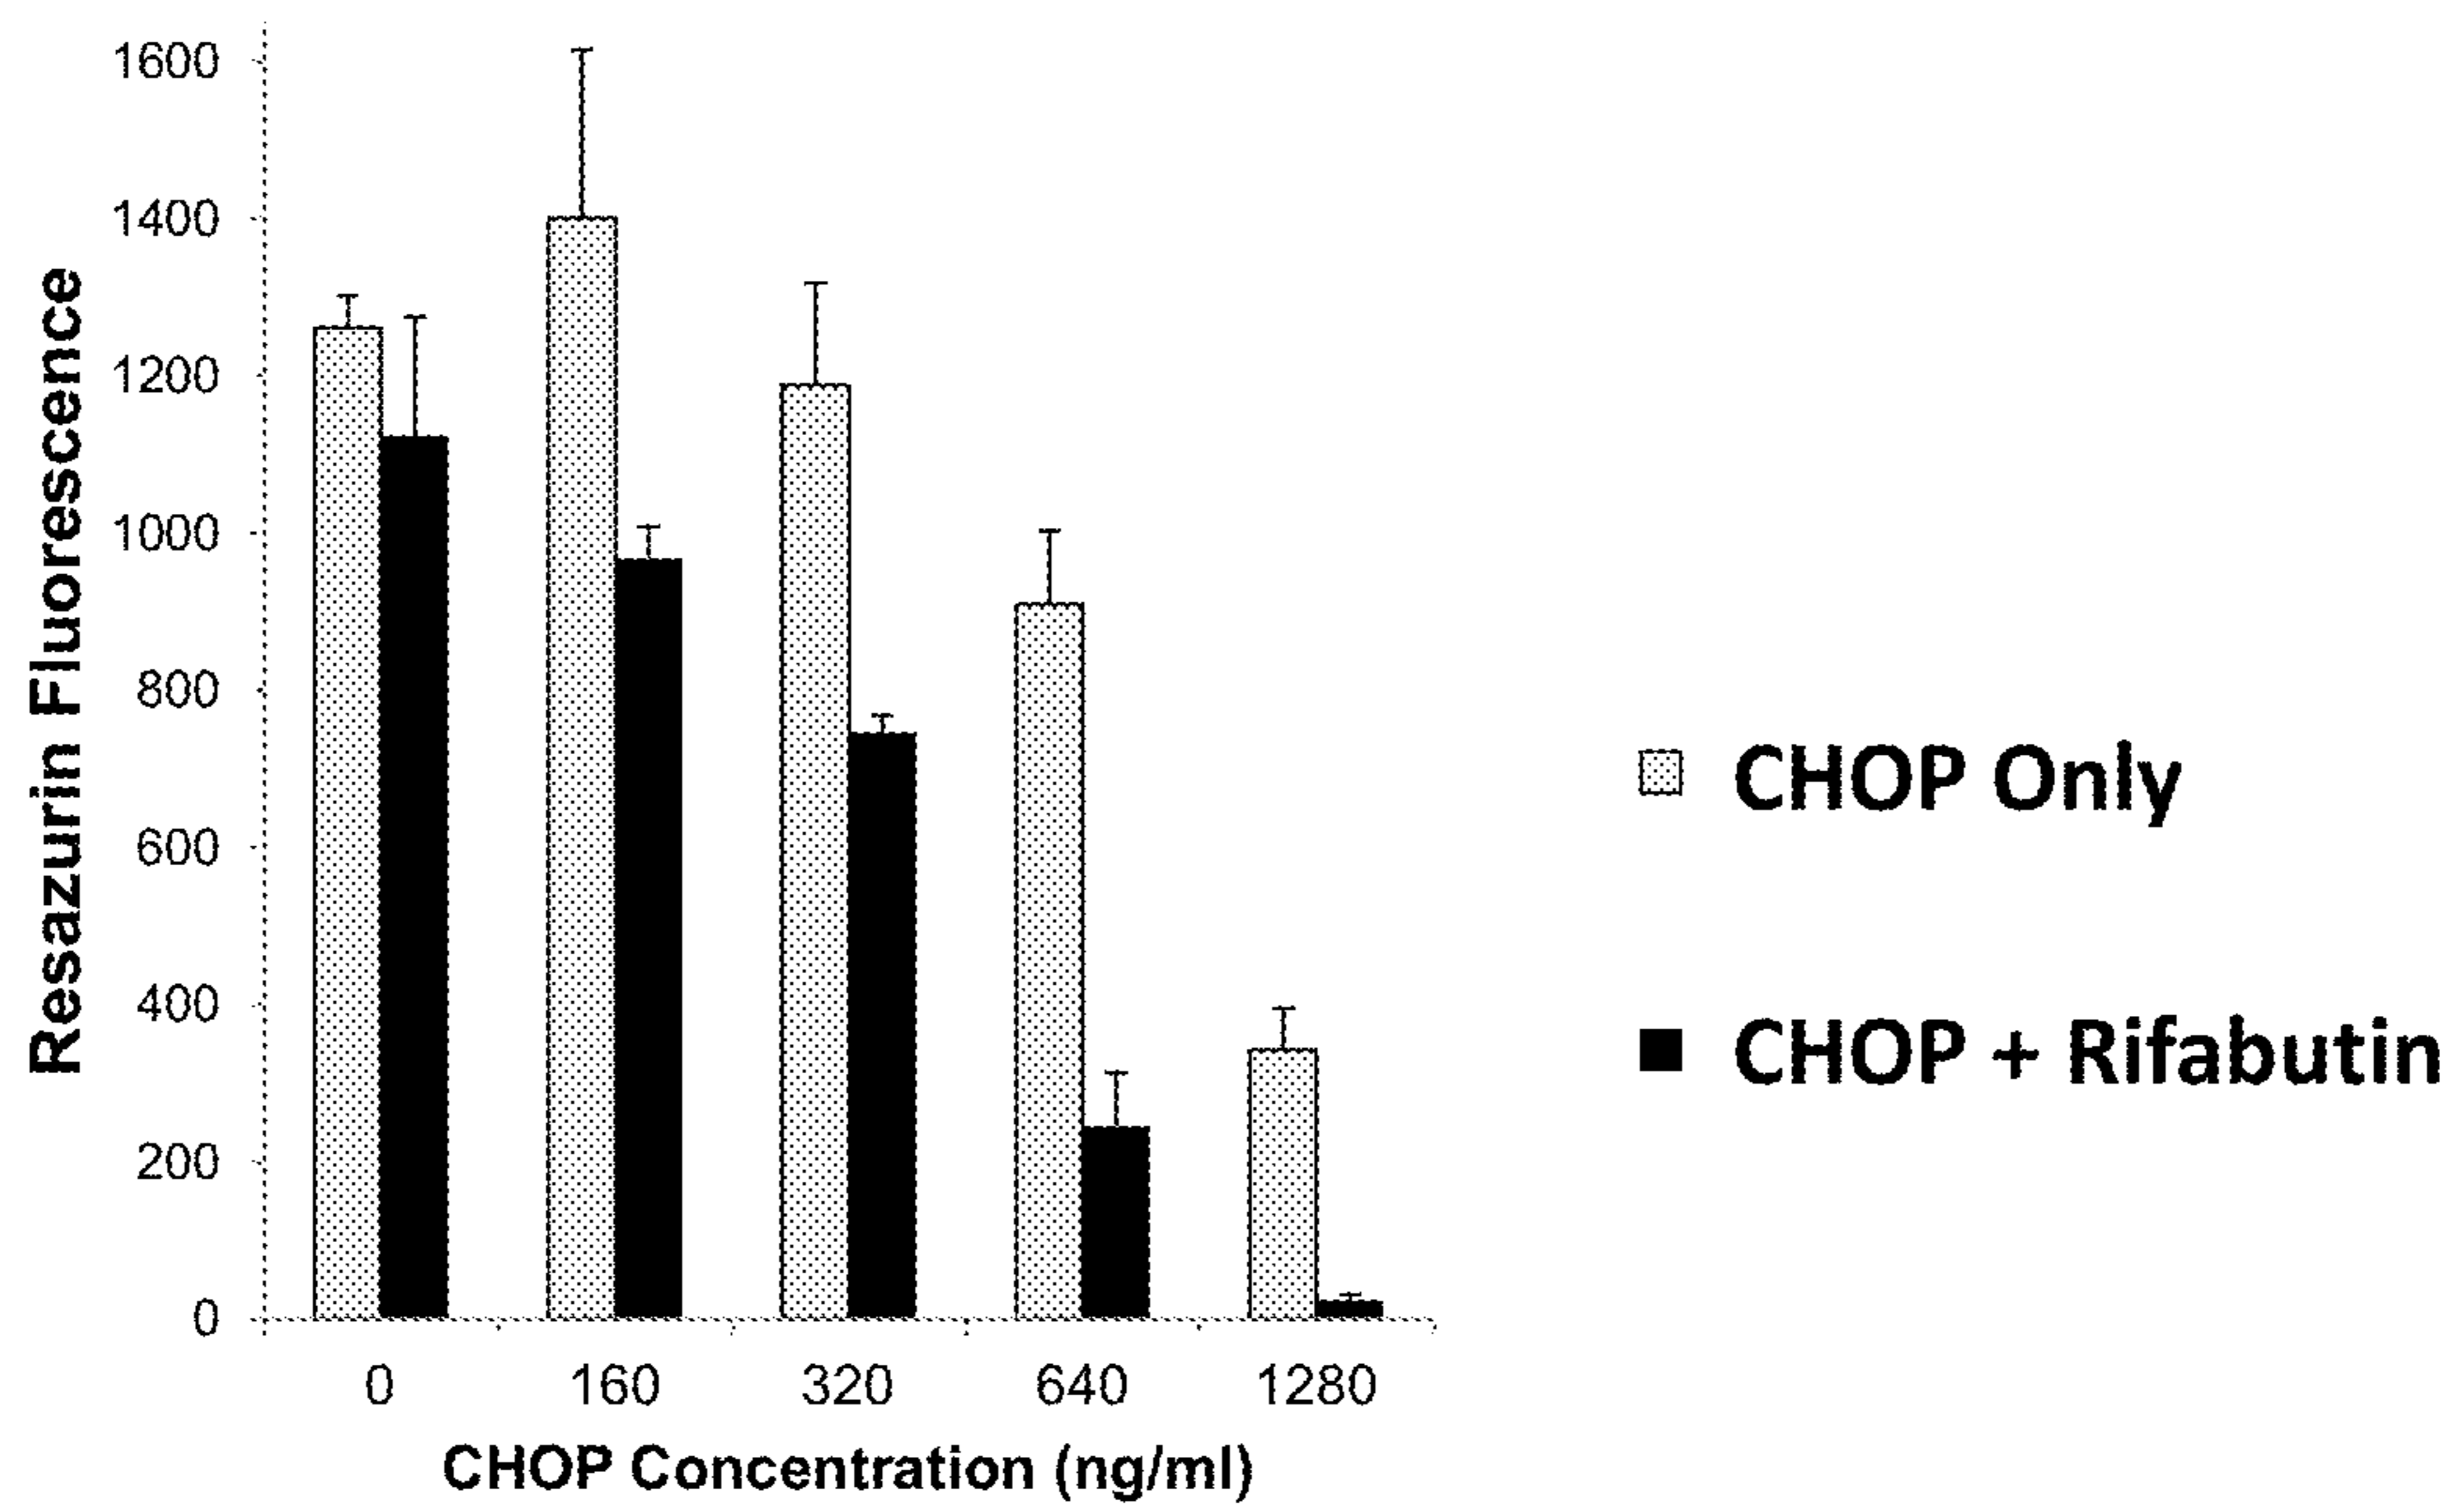 Resazurin Fluorescence
1600
1400
1200
1000
800
600
400
200
0
0 160 320 640 1280
CHOP Concentration (ng/ml)
CHOP Only
CHOP + Rifabutin